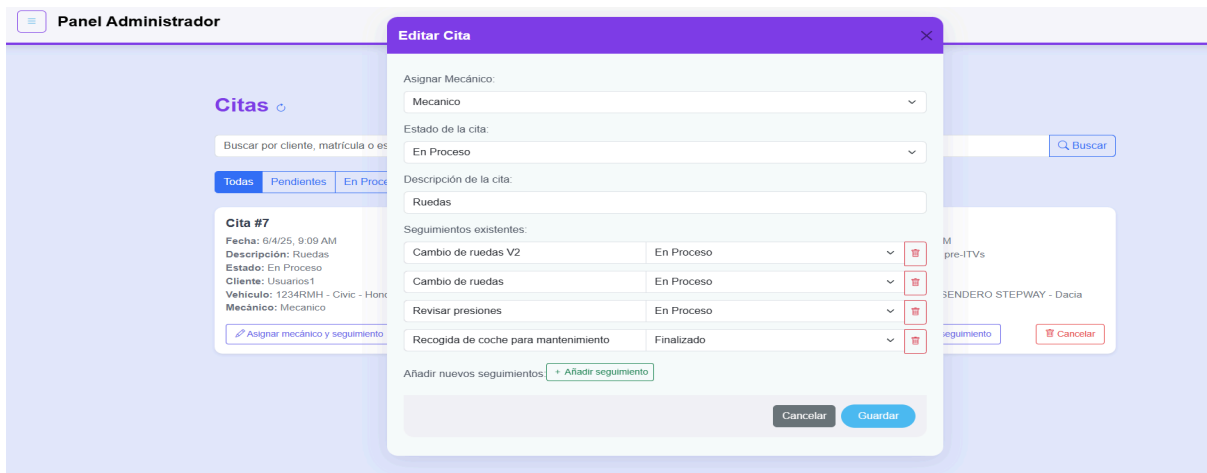 Panel Administrador
Editar Cita
Asignar Mecánico:
Mecanico
Estado de la cita:
En Proceso
Descripción de la cita:
Ruedas
Seguimientos existentes:
Cambio de ruedas V2 En Proceso
Cambio de ruedas En Proceso
Revisar presiones En Proceso
Recogida de coche para mantenimiento Finalizado
Añadir nuevos seguimientos: + Añadir seguimiento
Cancelar Guardar
Citas
Buscar por cliente, matrícula o es
Buscar
Todas Pendientes En Proce
Cita #7
Fecha: 6/4/25, 9:09 AM
Descripción: Ruedas
Estado: En Proceso
Cliente: Usuarios1
Vehículo: 1234RMH - Civic - Hon
Mecánico: Mecanico
Asignar mecánico y seguimiento
M
pre-ITVs
SENDERO STEPWAY - Dacia
seguimiento Cancelar